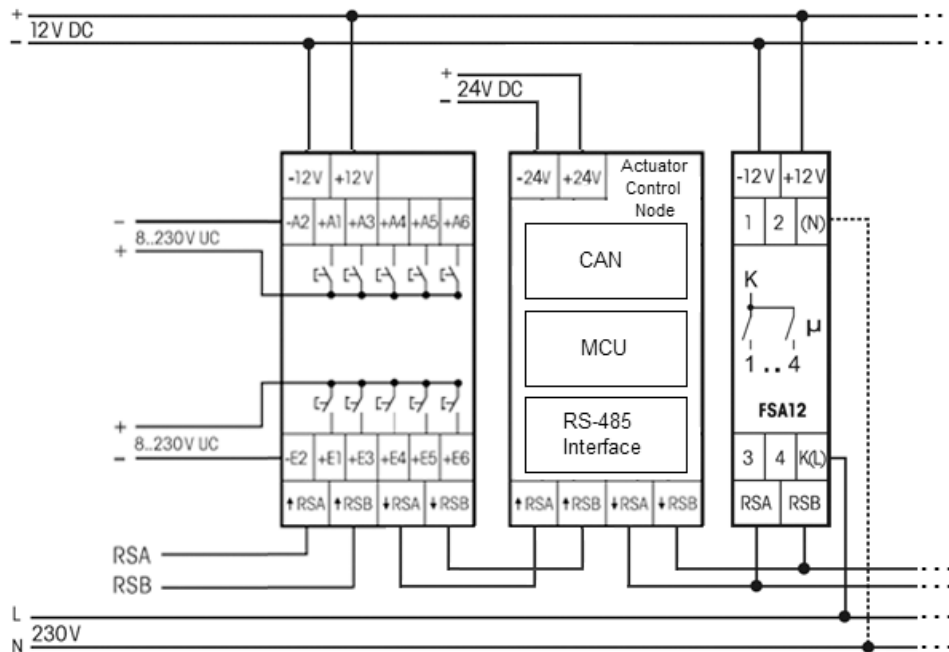 +
12V DC
−
+
− 24V DC
-12V +12V
-24V +24V
Actuator
Control
Node
-12V +12V
− -A2 +A1 +A3 +A4 +A5 +A6
8..230V UC
+
1 2 (N)
CAN
K
MCU
µ
1 .. 4
RS-485
Interface
FSA12
+
8..230V UC
− -E2 +E1 +E3 +E4 +E5 +E6
3 4 K(L)
↑RSA ↑RSB ↓RSA ↓RSB
↑RSA ↑RSB ↓RSA ↓RSB
RSA RSB
RSA
RSB
L
230V
N